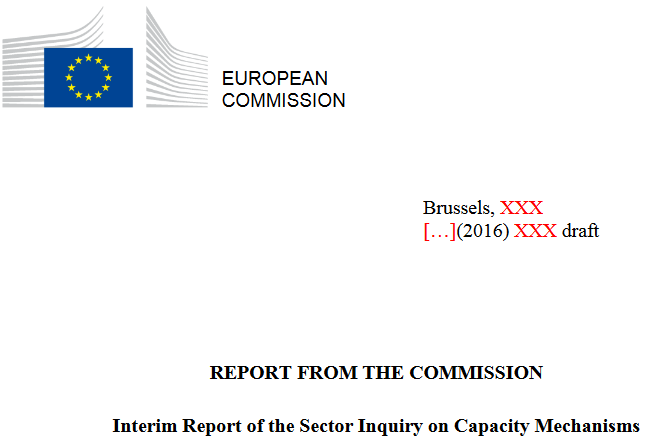 EUROPEAN
COMMISSION
Brussels, XXX
[…](2016) XXX draft
REPORT FROM THE COMMISSION
Interim Report of the Sector Inquiry on Capacity Mechanisms